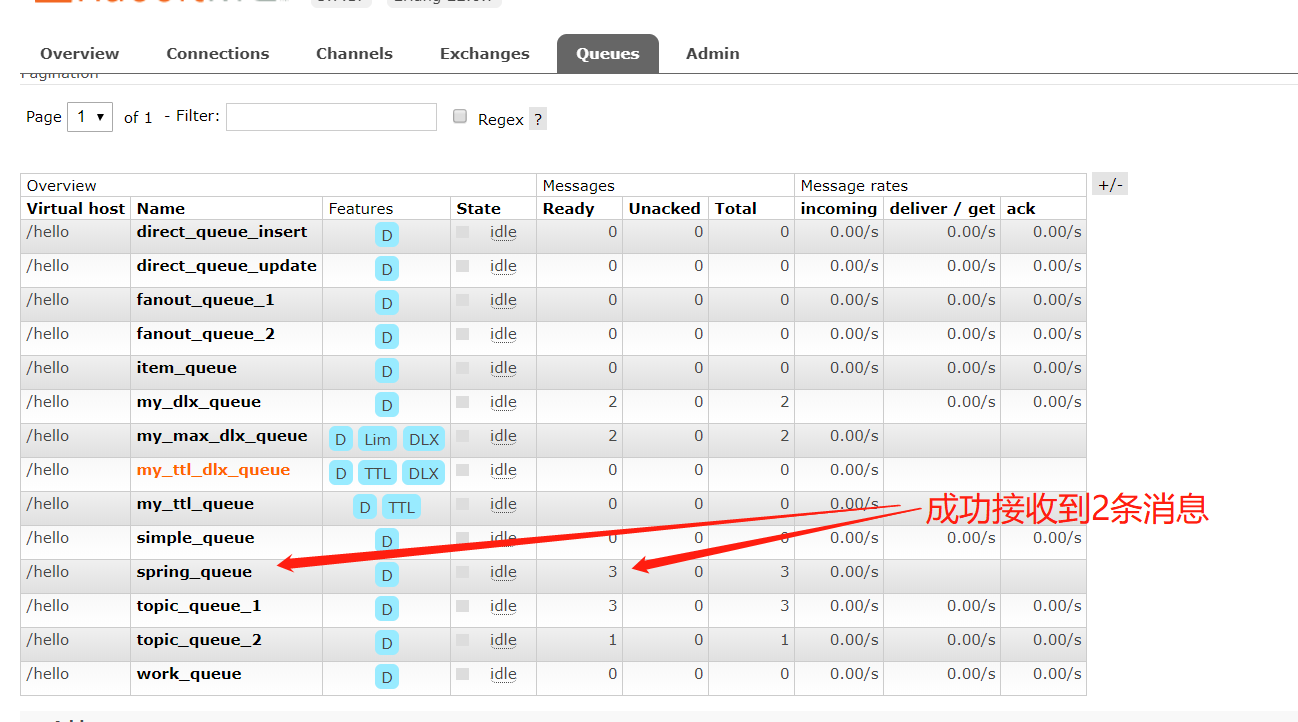 Overview Connections Channels Exchanges Queues Admin
Pagination
Page 1 ▼ of 1 - Filter: Regex ?
Overview Messages Message rates +/-
Virtual host Name Features State Ready Unacked Total incoming deliver / get ack
/hello direct_queue_insert D idle 0 0 0 0.00/s 0.00/s 0.00/s
/hello direct_queue_update D idle 0 0 0 0.00/s 0.00/s 0.00/s
/hello fanout_queue_1 D idle 0 0 0 0.00/s 0.00/s 0.00/s
/hello fanout_queue_2 D idle 0 0 0 0.00/s 0.00/s 0.00/s
/hello item_queue D idle 0 0 0 0.00/s 0.00/s 0.00/s
/hello my_dlx_queue D idle 2 0 2 0.00/s 0.00/s
/hello my_max_dlx_queue D Lim DLX idle 2 0 2 0.00/s
/hello my_ttl_dlx_queue D TTL DLX idle 0 0 0 0.00/s
/hello my_ttl_queue D TTL idle 0 0 0 0.00/s
成功接收到2条消息
/hello simple_queue D idle 0 0 0 0.00/s 0.00/s 0.00/s
/hello spring_queue D idle 3 0 3 0.00/s
/hello topic_queue_1 D idle 3 0 3 0.00/s 0.00/s 0.00/s
/hello topic_queue_2 D idle 1 0 1 0.00/s 0.00/s 0.00/s
/hello work_queue D idle 0 0 0 0.00/s 0.00/s 0.00/s